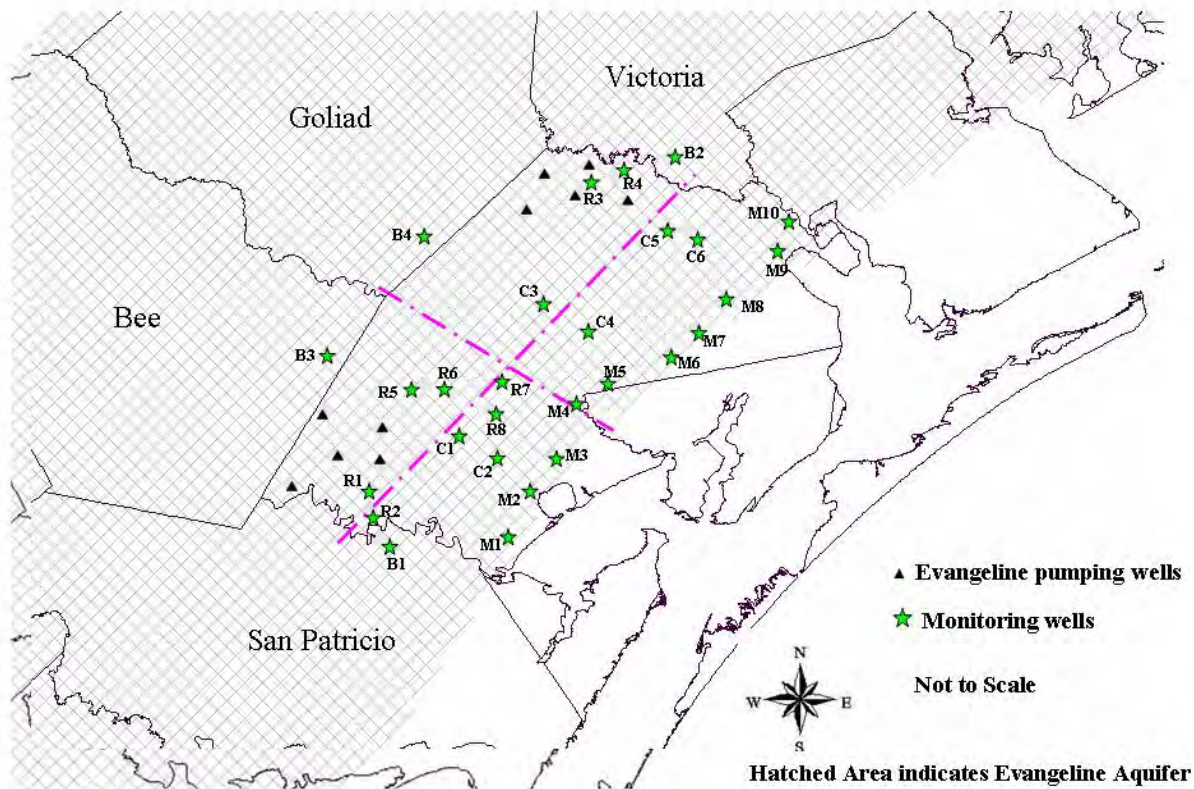 Victoria
Goliad
B2
R4
R3
M10
B4
C5
C6
M9
C3
M8
Bee
C4
M7
B3
M6
R6
M5
R5
R7
M4
R8
C1
M3
C2
R1
M2
R2
M1
B1
Evangeline pumping wells
Monitoring wells
San Patricio
N
Not to Scale
W
E
S
Hatched Area indicates Evangeline Aquifer